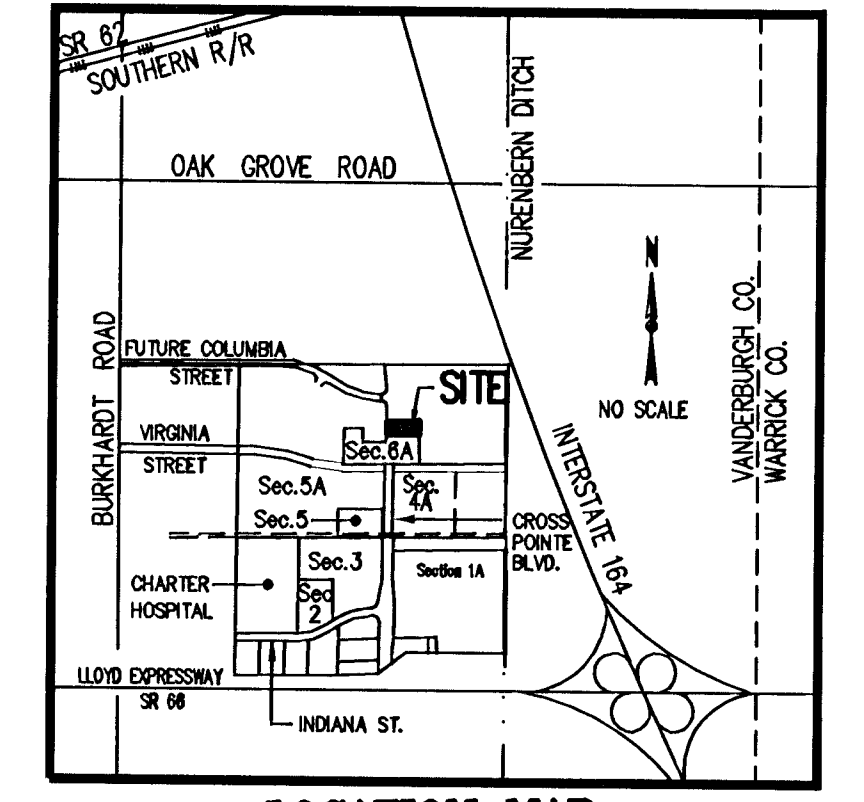 SR 62
SOUTHERN R/R
OAK GROVE ROAD
NURENBERN DITCH
N
NO SCALE
VANDERBURGH CO.
WARRICK CO.
BURKHARDT ROAD
FUTURE COLUMBIA
STREET
SITE
VIRGINIA
STREET
Sec.6A
Sec.5A
Sec.
4A
Sec.5
CROSS
POINTE
BLVD.
INTERSTATE 164
Sec.3
Section 1A
CHARTER
HOSPITAL
Sec
2
LLOYD EXPRESSWAY
SR 66
INDIANA ST.
LOCATION MAP